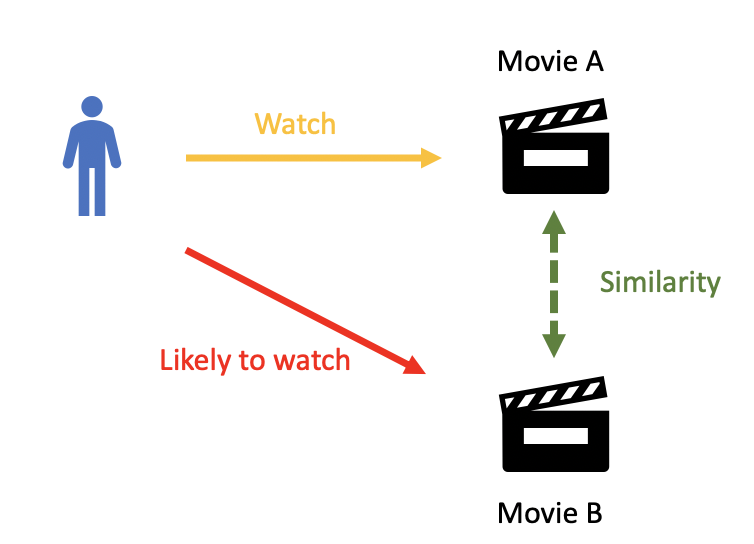 Movie A
Watch
Similarity
Likely to watch
Movie B